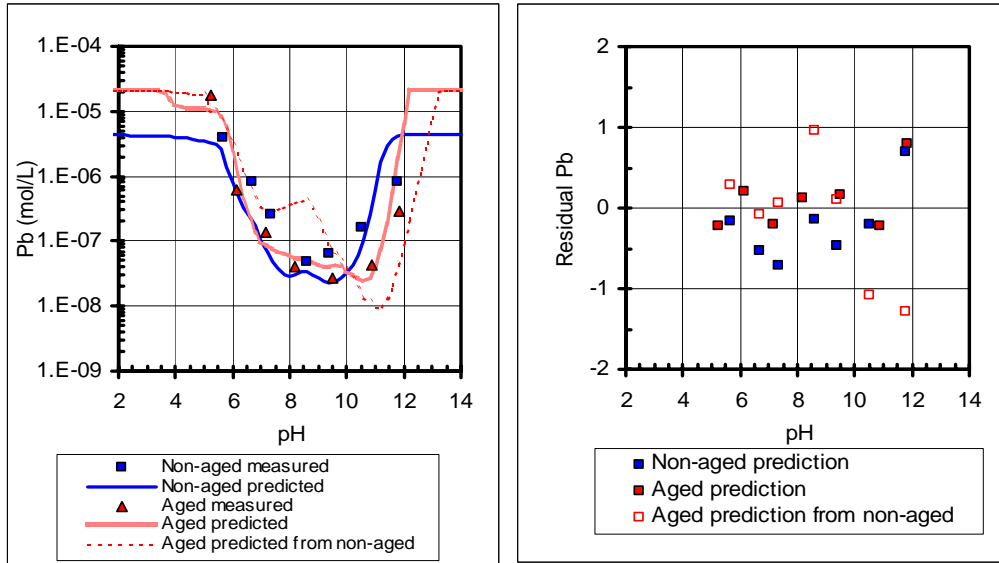 1.E-04
1.E-05
1.E-06
1.E-07
1.E-08
1.E-09
Pb (mol/L)
2 4 6 8 10 12 14
pH
Non-aged measured
Non-aged predicted
Aged measured
Aged predicted
Aged predicted from non-aged
2
1
0
-1
-2
Residual Pb
2 4 6 8 10 12 14
pH
Non-aged prediction
Aged prediction
Aged prediction from non-aged